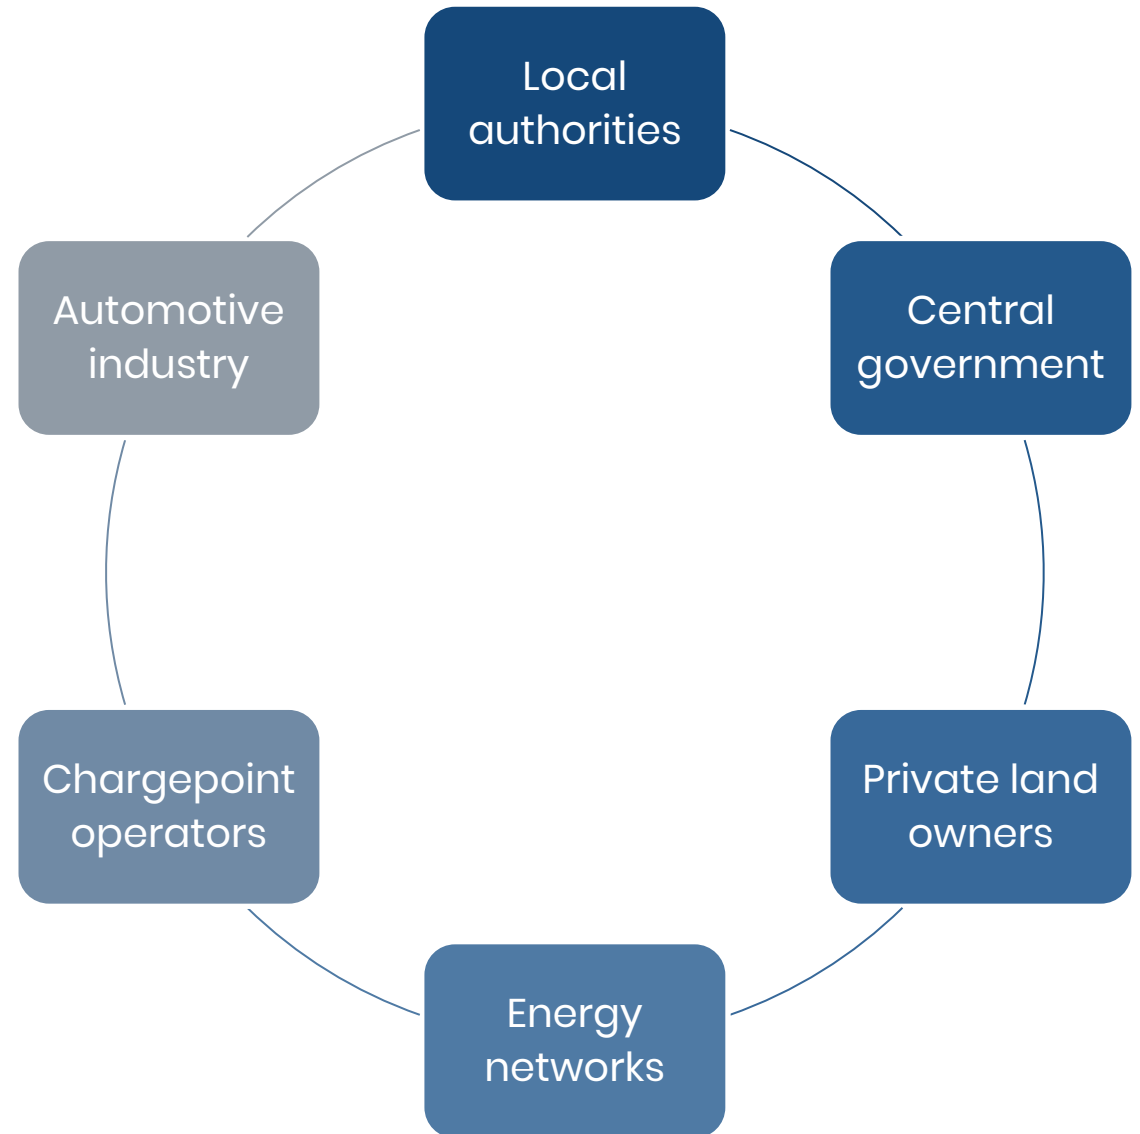 Local
authorities
Central
government
Private land
owners
Energy
networks
Chargepoint
operators
Automotive
industry